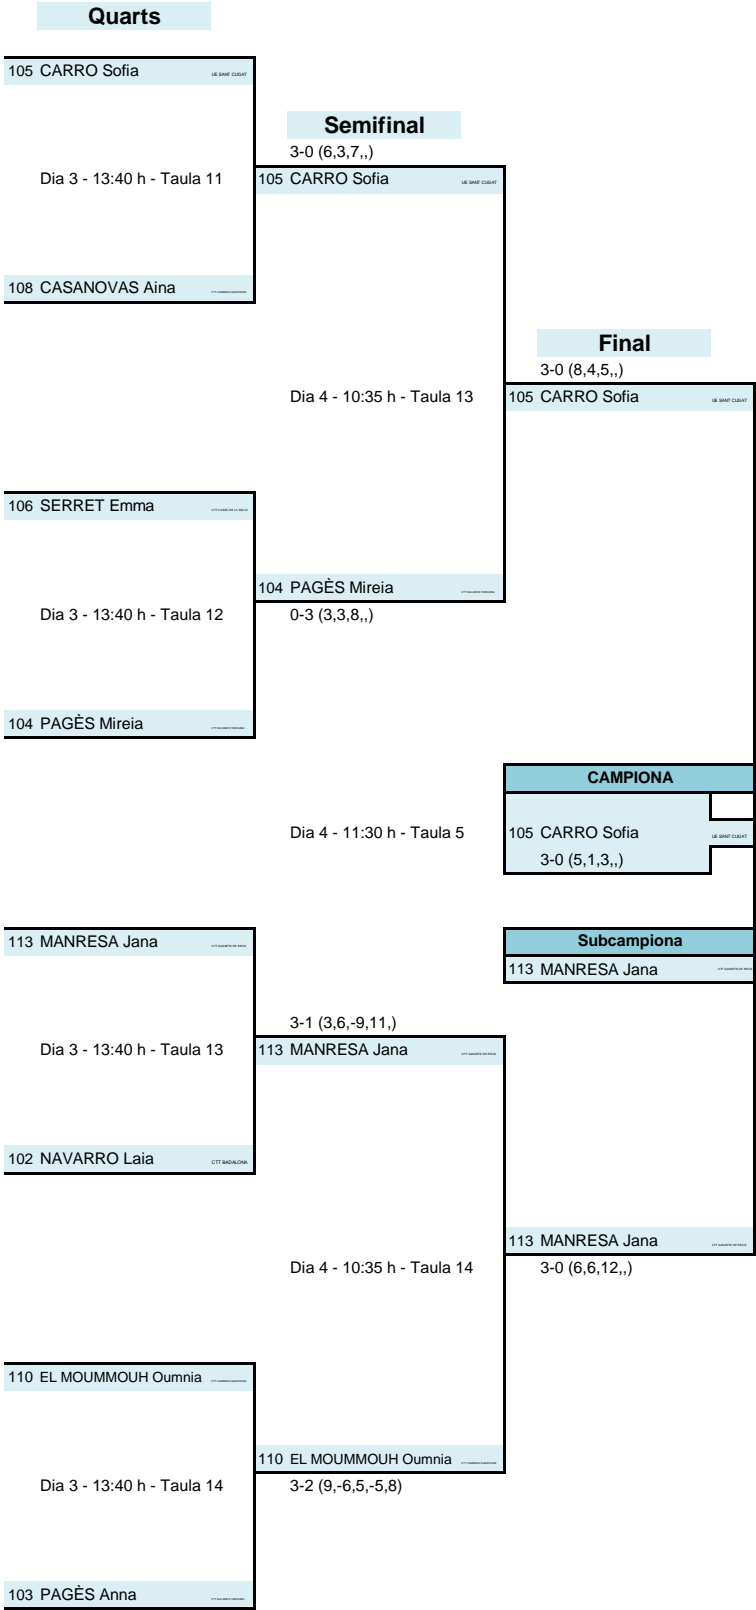 Quarts
105 CARRO Sofia UE SANT CUGAT
Semifinal
3-0 (6,3,7,,)
Dia 3 - 13:40 h - Taula 11
105 CARRO Sofia UE SANT CUGAT
108 CASANOVAS Aina
Final
3-0 (8,4,5,,)
Dia 4 - 10:35 h - Taula 13
105 CARRO Sofia UE SANT CUGAT
106 SERRET Emma
104 PAGÈS Mireia
Dia 3 - 13:40 h - Taula 12
0-3 (3,3,8,,)
104 PAGÈS Mireia
CAMPIONA
Dia 4 - 11:30 h - Taula 5
105 CARRO Sofia UE SANT CUGAT
3-0 (5,1,3,,)
113 MANRESA Jana
Subcampiona
113 MANRESA Jana
3-1 (3,6,-9,11,)
Dia 3 - 13:40 h - Taula 13
113 MANRESA Jana
102 NAVARRO Laia CTT BADALONA
113 MANRESA Jana
Dia 4 - 10:35 h - Taula 14
3-0 (6,6,12,,)
110 EL MOUMMOUH Oumnia
110 EL MOUMMOUH Oumnia
Dia 3 - 13:40 h - Taula 14
3-2 (9,-6,5,-5,8)
103 PAGÈS Anna